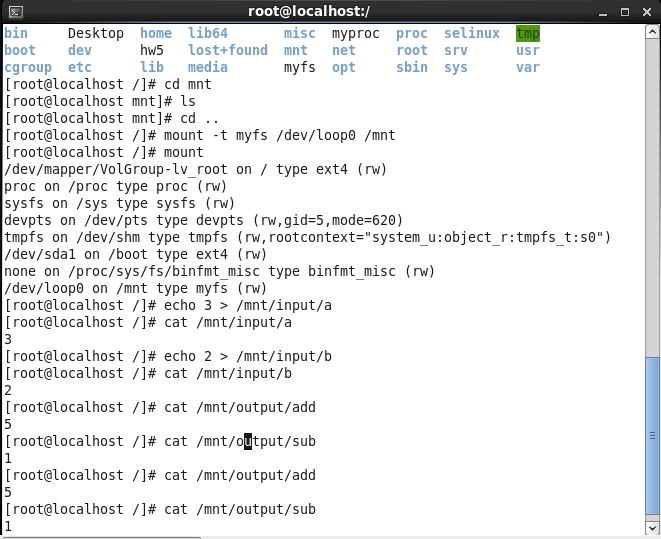 root@localhost:/
bin Desktop home lib64 misc myproc proc selinux tmp
boot dev hw5 lost+found mnt net root srv usr
cgroup etc lib media myfs opt sbin sys var
[root@localhost /]# cd mnt
[root@localhost mnt]# ls
[root@localhost mnt]# cd ..
[root@localhost /]# mount -t myfs /dev/loop0 /mnt
[root@localhost /]# mount
/dev/mapper/VolGroup-lv_root on / type ext4 (rw)
proc on /proc type proc (rw)
sysfs on /sys type sysfs (rw)
devpts on /dev/pts type devpts (rw,gid=5,mode=620)
tmpfs on /dev/shm type tmpfs (rw,rootcontext="system_u:object_r:tmpfs_t:s0")
/dev/sda1 on /boot type ext4 (rw)
none on /proc/sys/fs/binfmt_misc type binfmt_misc (rw)
/dev/loop0 on /mnt type myfs (rw)
[root@localhost /]# echo 3 > /mnt/input/a
[root@localhost /]# cat /mnt/input/a
3
[root@localhost /]# echo 2 > /mnt/input/b
[root@localhost /]# cat /mnt/input/b
2
[root@localhost /]# cat /mnt/output/add
5
[root@localhost /]# cat /mnt/output/sub
1
[root@localhost /]# cat /mnt/output/add
5
[root@localhost /]# cat /mnt/output/sub
1